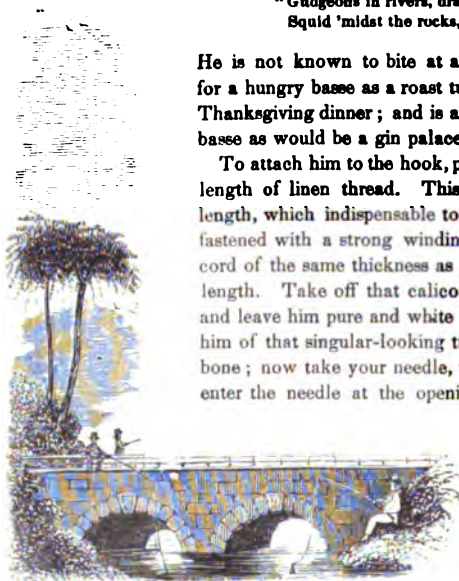 "Gudgeons in rivers,
Squid 'midst the rocks,
He is not known to bite at a
for a hungry basse as a roast
Thanksgiving dinner; and is a
basse as would be a gin palace
To attach him to the hook,
length of linen thread. This
length, which indispensable to
fastened with a strong
cord of the same thickness as
length. Take off that calico
and leave him pure and white
him of that singular-looking
bone; now take your needle,
enter the needle at the